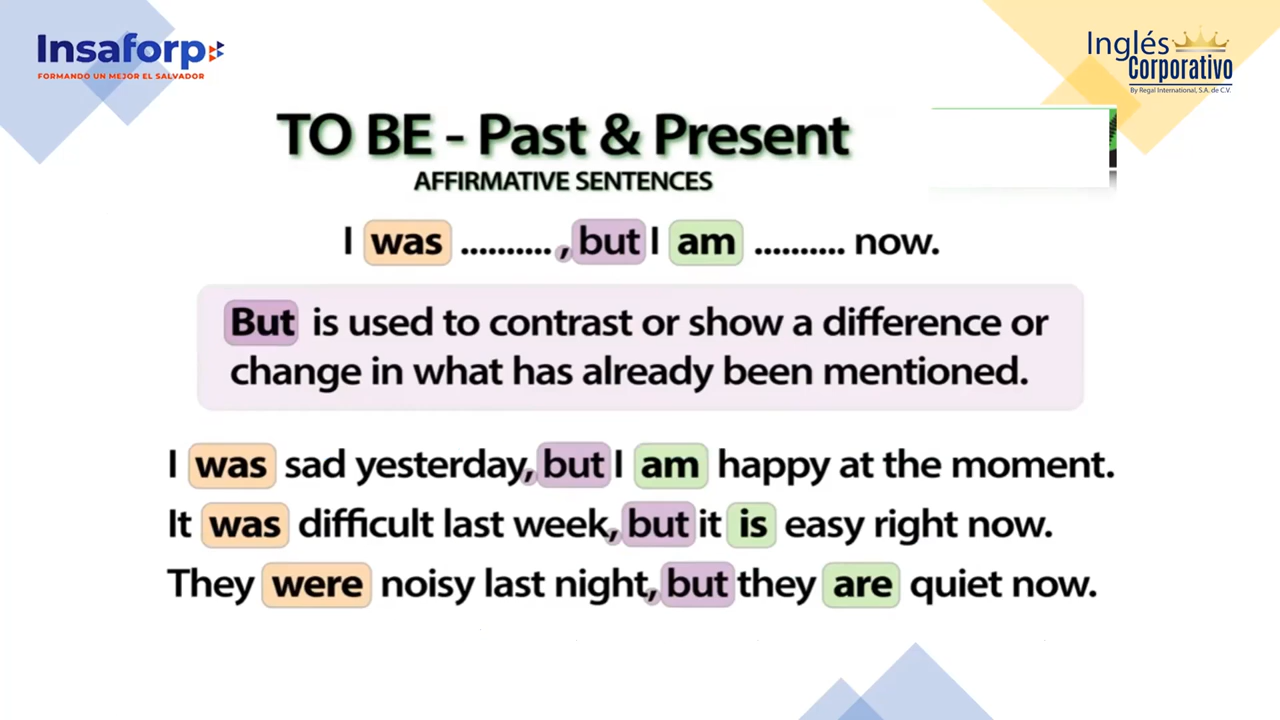 Insaforp
FORMANDO UN MEJOR EL SALVADOR
Inglés
Corporativo
By Regal International, S.A. de C.V.
TO BE - Past & Present
AFFIRMATIVE SENTENCES
I was .........., but I am .......... now.
But is used to contrast or show a difference or
change in what has already been mentioned.
I was sad yesterday, but I am happy at the moment.
It was difficult last week, but it is easy right now.
They were noisy last night, but they are quiet now.